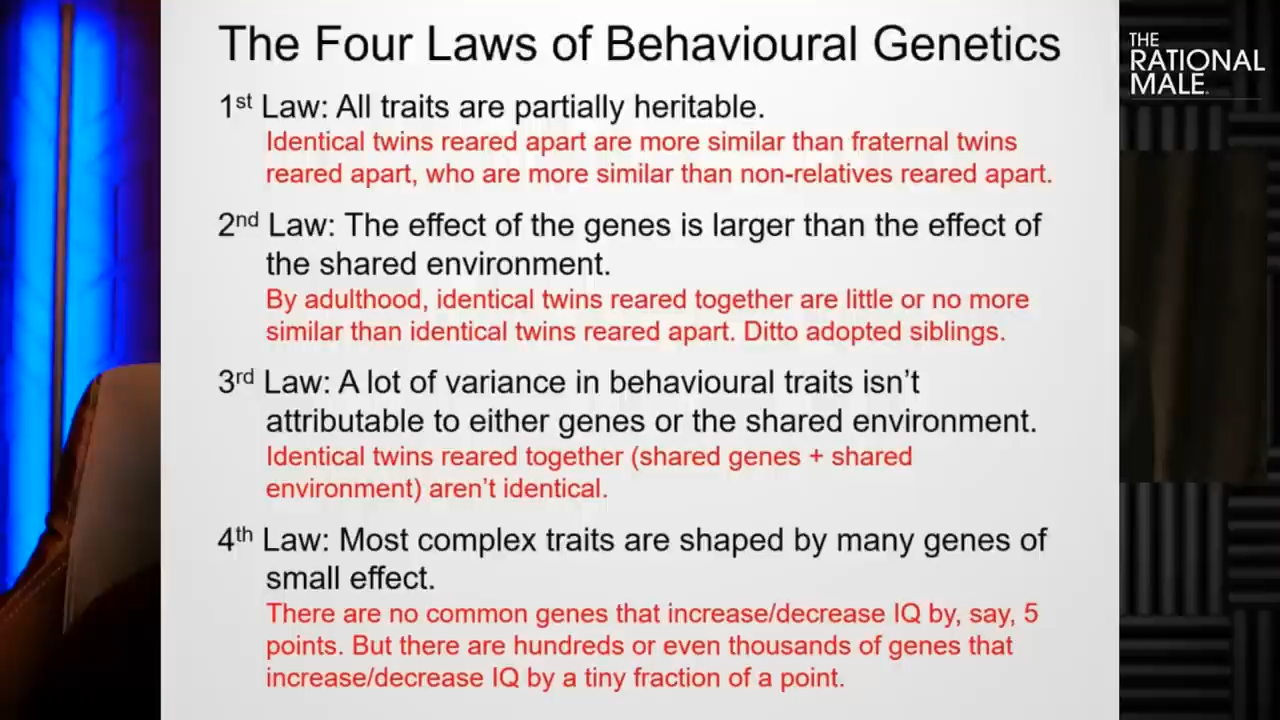 The Four Laws of Behavioural Genetics
1st Law: All traits are partially heritable.
Identical twins reared apart are more similar than fraternal twins
reared apart, who are more similar than non-relatives reared apart.
2nd Law: The effect of the genes is larger than the effect of
the shared environment.
By adulthood, identical twins reared together are little or no more
similar than identical twins reared apart. Ditto adopted siblings.
3rd Law: A lot of variance in behavioural traits isn't
attributable to either genes or the shared environment.
Identical twins reared together (shared genes + shared
environment) aren't identical.
4th Law: Most complex traits are shaped by many genes of
small effect.
There are no common genes that increase/decrease IQ by, say, 5
points. But there are hundreds or even thousands of genes that
increase/decrease IQ by a tiny fraction of a point.
THE
RATIONAL
MALE